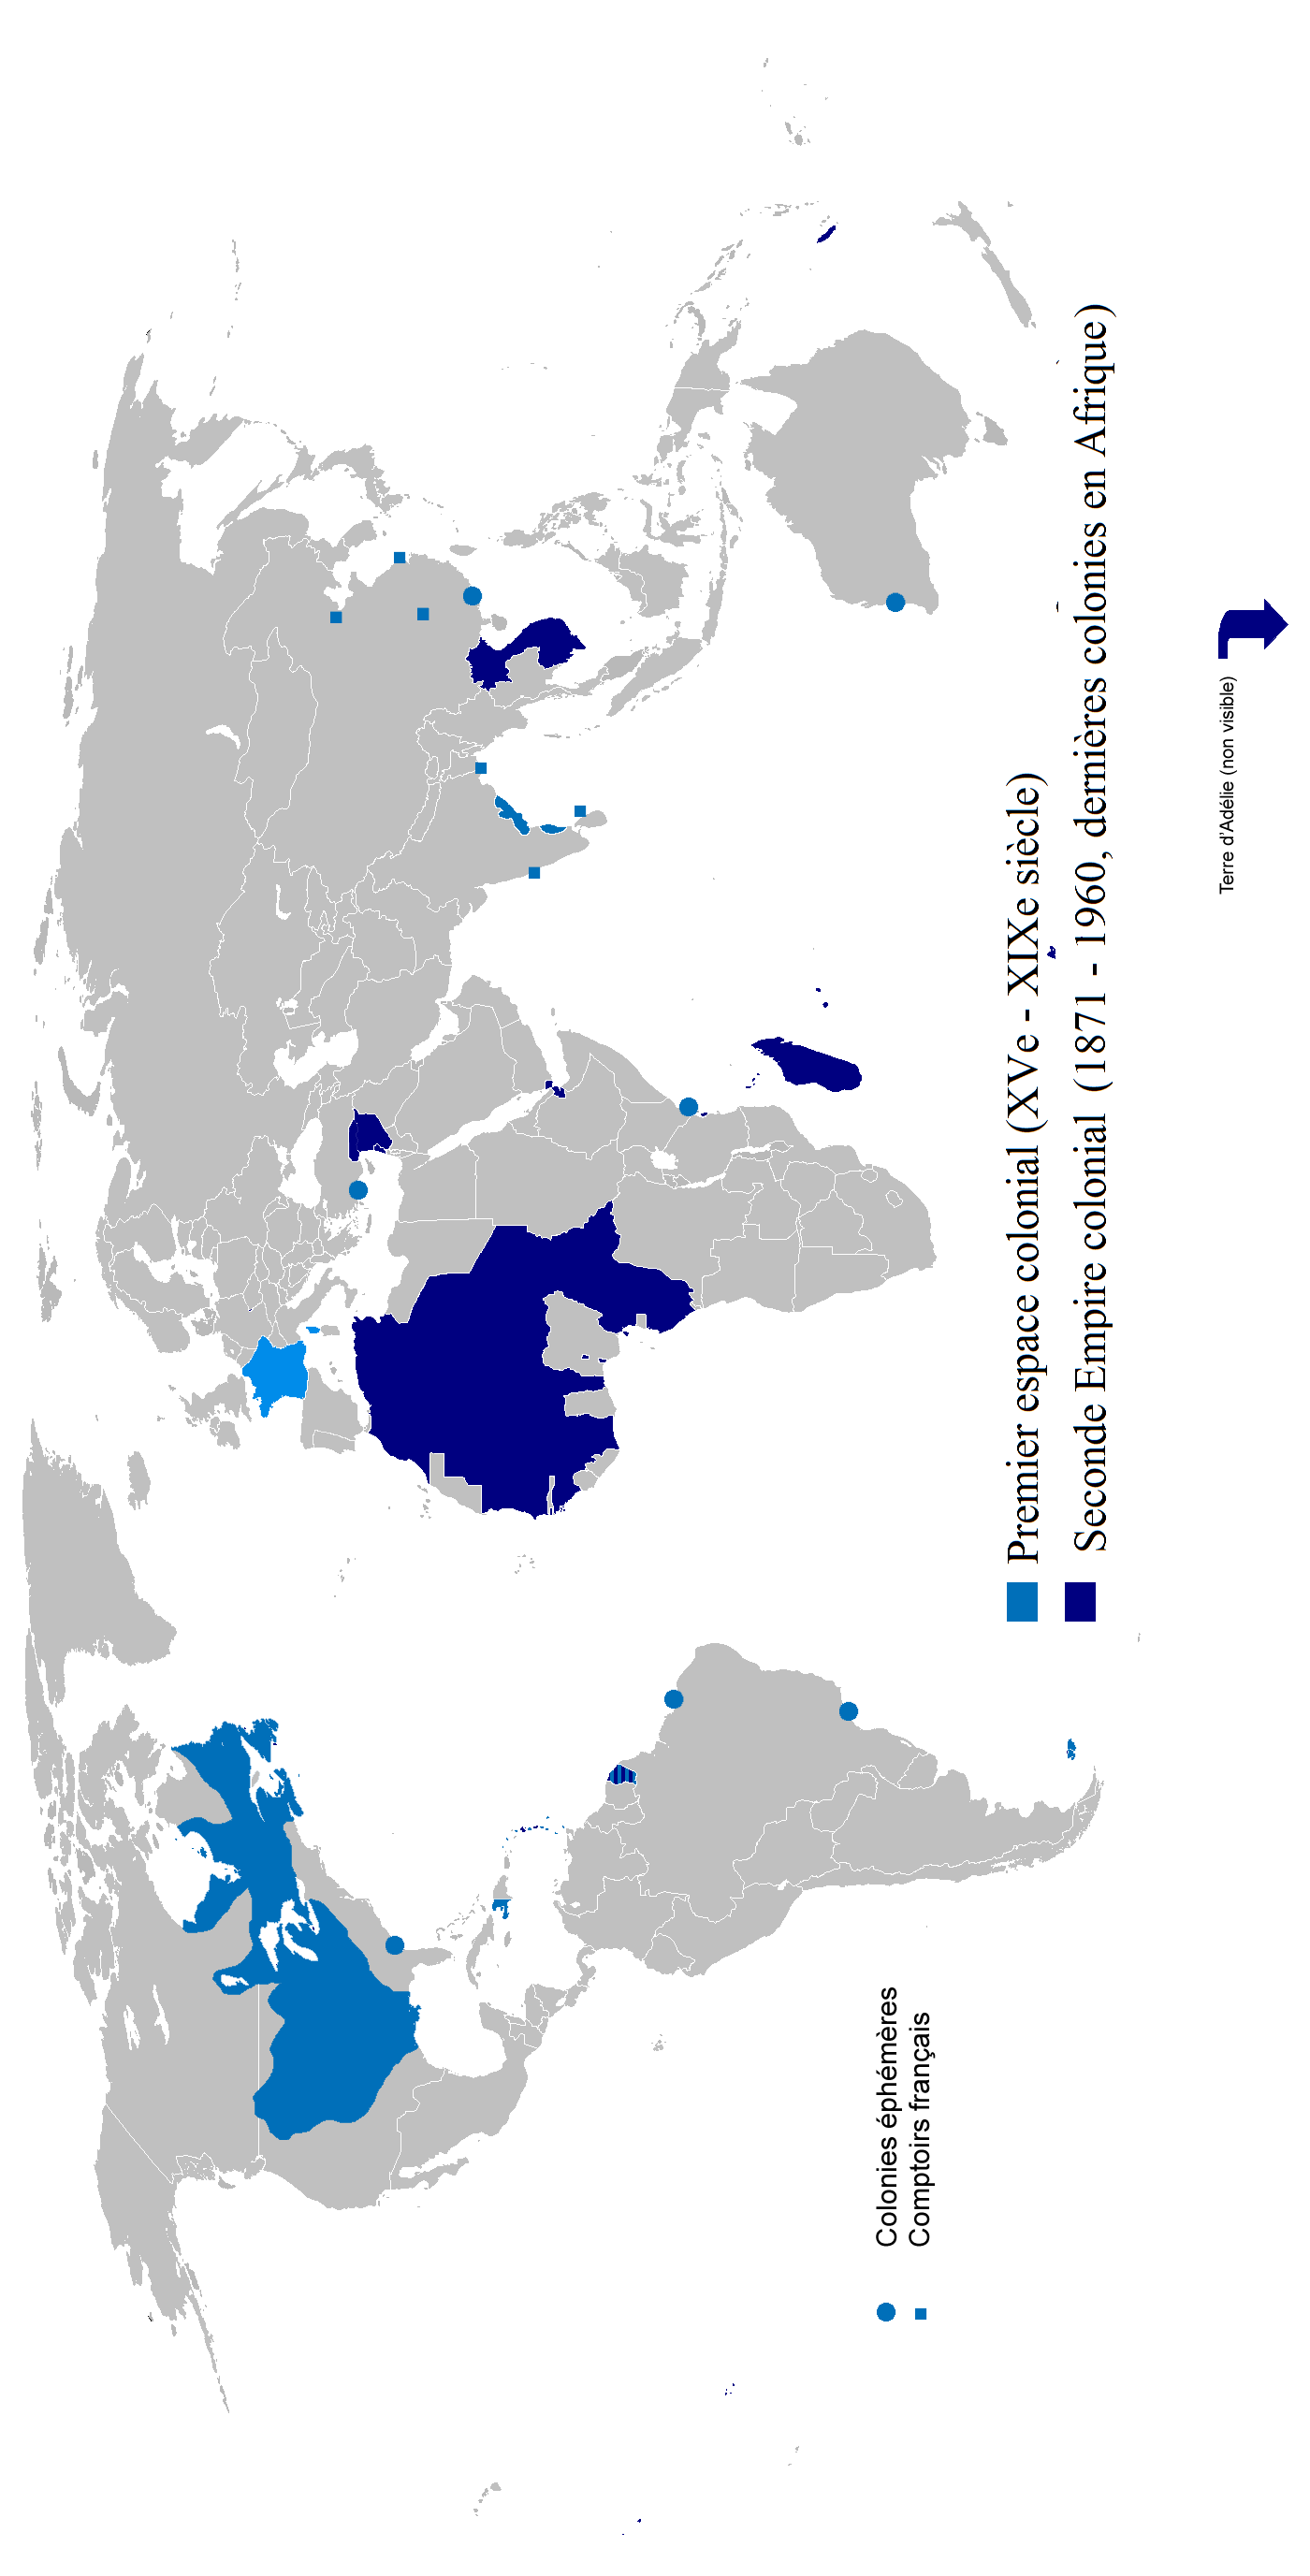 Premier espace colonial (XVe - XIXe siècle)
Seconde Empire colonial (1871 - 1960, dernières colonies en Afrique)
Colonies éphémères
Comptoirs français
Terre d'Adélie (non visible)